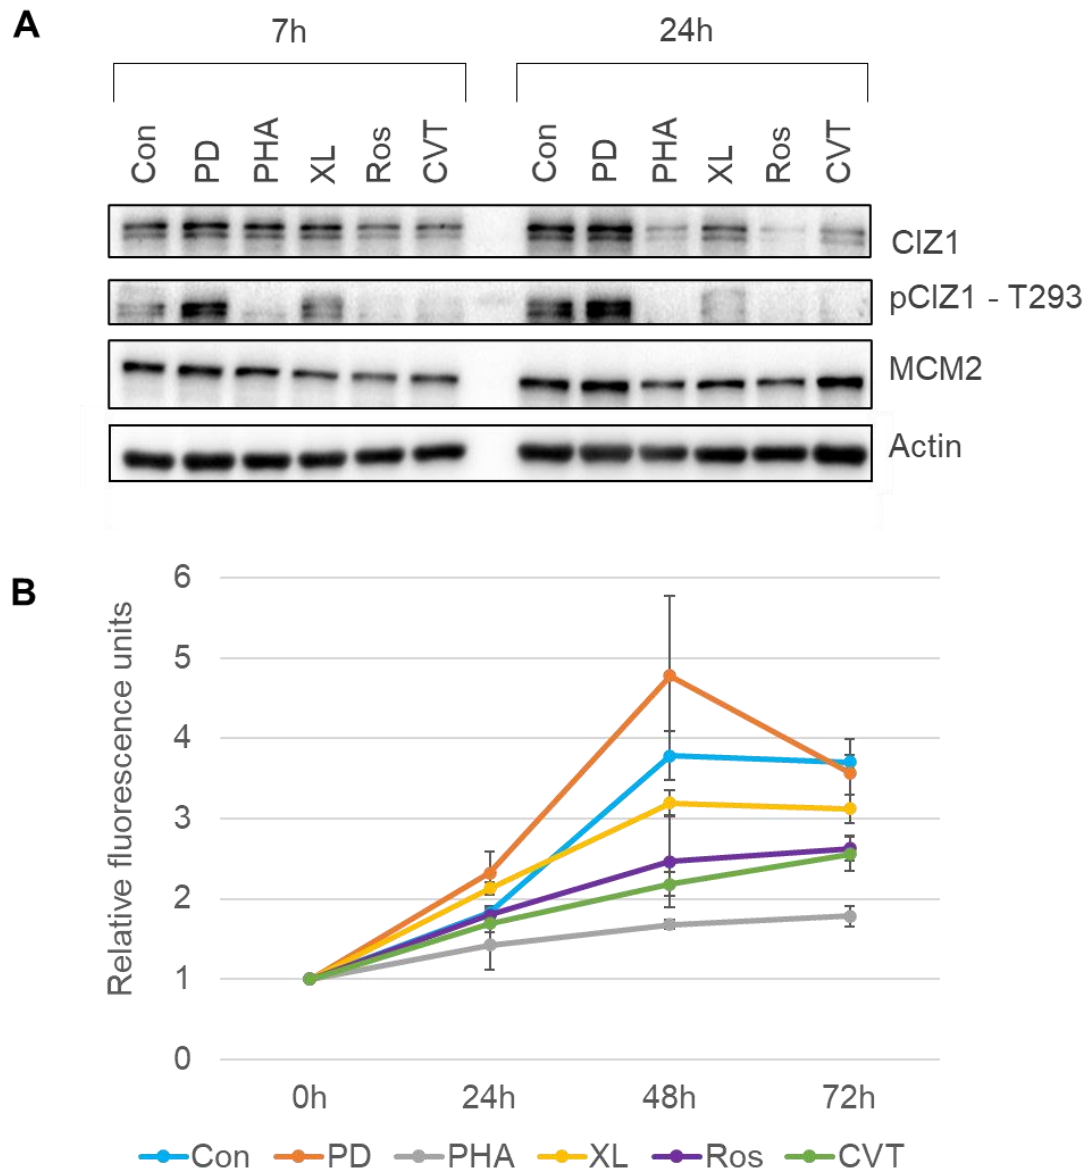 A
7h 24h
Con PD PHA XL Ros CVT Con PD PHA XL Ros CVT
CIZ1
pCIZ1 - T293
MCM2
Actin
B
Relative fluorescence units
6
5
4
3
2
1
0
0h 24h 48h 72h
Con PD PHA XL Ros CVT